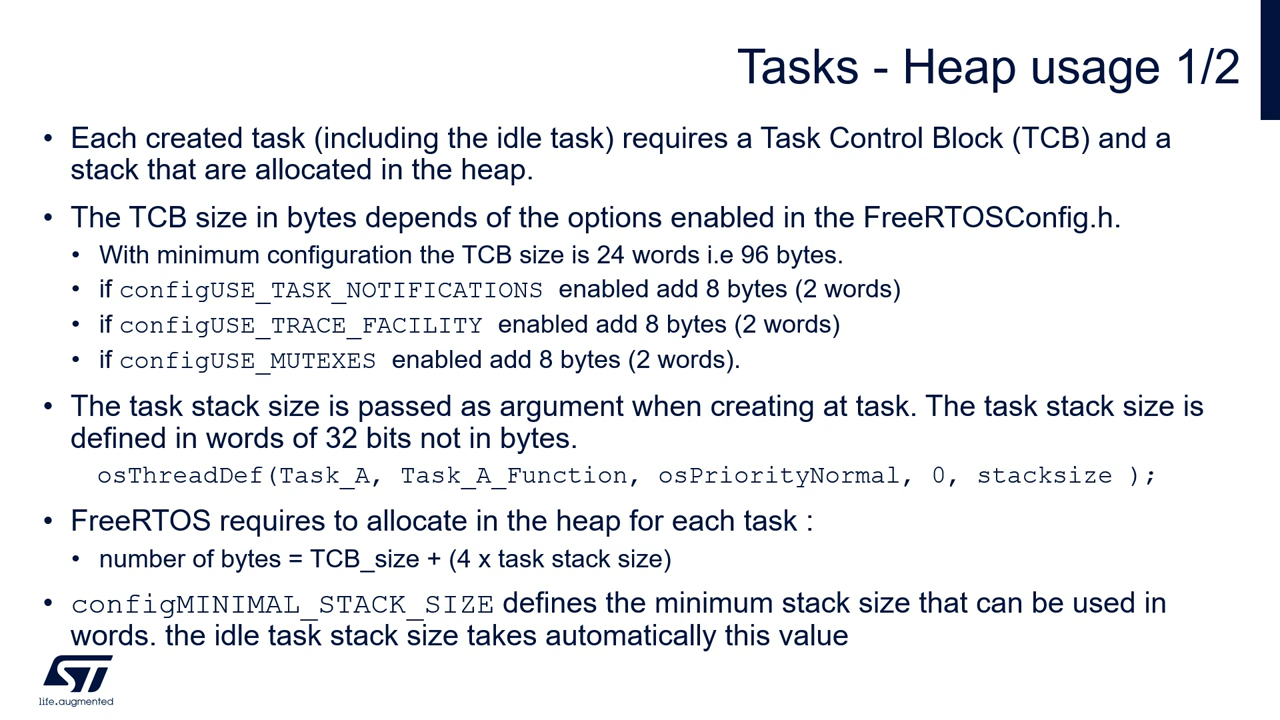 Tasks - Heap usage 1/2
• Each created task (including the idle task) requires a Task Control Block (TCB) and a
stack that are allocated in the heap.
• The TCB size in bytes depends of the options enabled in the FreeRTOSConfig.h.
• With minimum configuration the TCB size is 24 words i.e 96 bytes.
• if configUSE_TASK_NOTIFICATIONS enabled add 8 bytes (2 words)
• if configUSE_TRACE_FACILITY enabled add 8 bytes (2 words)
• if configUSE_MUTEXES enabled add 8 bytes (2 words).
• The task stack size is passed as argument when creating at task. The task stack size is
defined in words of 32 bits not in bytes.
osThreadDef(Task_A, Task_A_Function, osPriorityNormal, 0, stacksize );
• FreeRTOS requires to allocate in the heap for each task :
• number of bytes = TCB_size + (4 x task stack size)
• configMINIMAL_STACK_SIZE defines the minimum stack size that can be used in
words. the idle task stack size takes automatically this value
ST
life.augmented